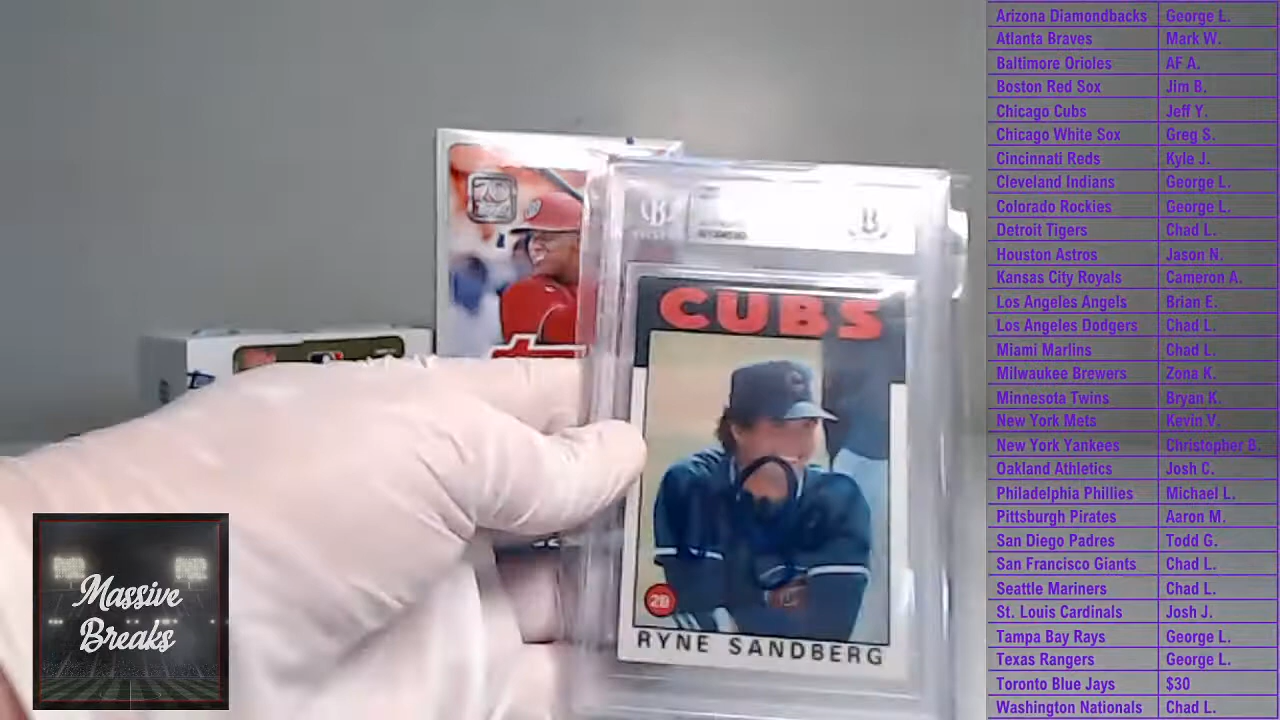 Arizona Diamondbacks George L.
Atlanta Braves Mark W.
Baltimore Orioles AF A.
Boston Red Sox Jim B.
Chicago Cubs Jeff Y.
Chicago White Sox Greg S.
Cincinnati Reds Kyle J.
Cleveland Indians George L.
Colorado Rockies George L.
Detroit Tigers Chad L.
Houston Astros Jason N.
Kansas City Royals Cameron A.
Los Angeles Angels Brian E.
Los Angeles Dodgers Chad L.
Miami Marlins Chad L.
Milwaukee Brewers Zona K.
Minnesota Twins Bryan K.
New York Mets Kevin V.
New York Yankees Christopher B.
Oakland Athletics Josh C.
Philadelphia Phillies Michael L.
Pittsburgh Pirates Aaron M.
San Diego Padres Todd G.
San Francisco Giants Chad L.
Seattle Mariners Chad L.
St. Louis Cardinals Josh J.
Tampa Bay Rays George L.
Texas Rangers George L.
Toronto Blue Jays $30
Washington Nationals Chad L.
CUBS
2B
RYNE SANDBERG
Massive
Breaks